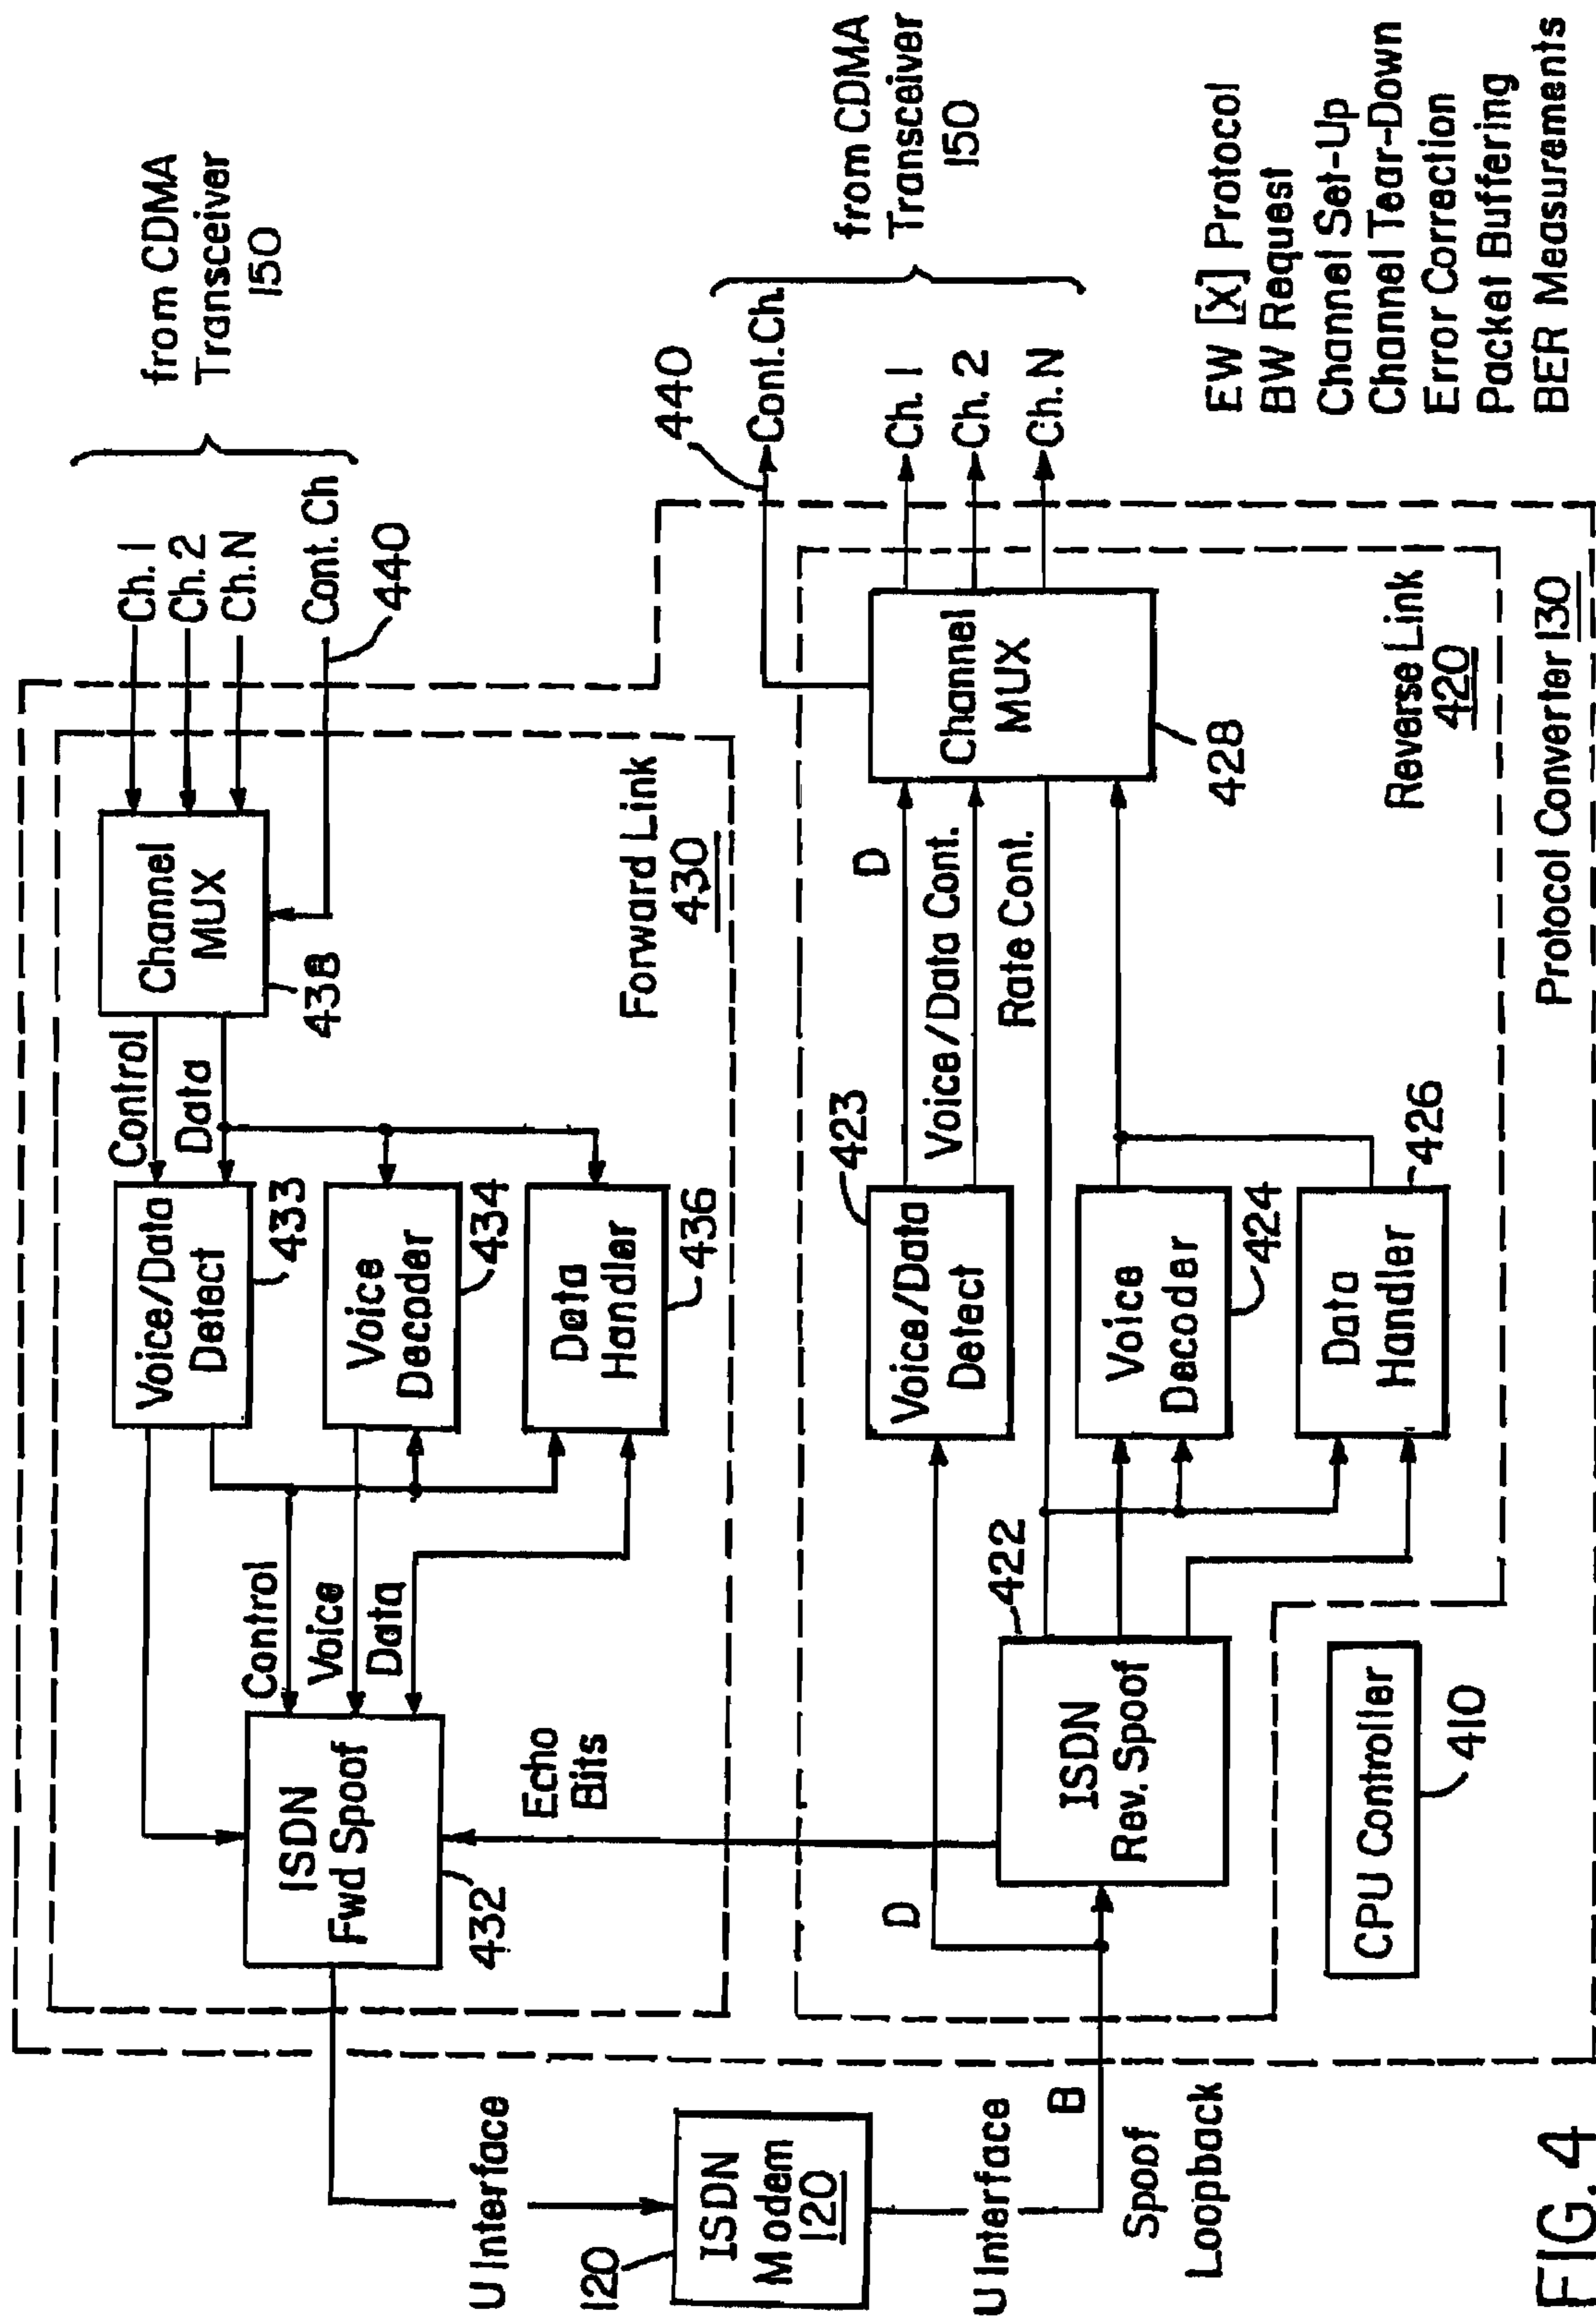 from CDMA
Transceiver
150
Ch. 1
Ch. 2
Ch. N
Cont. Ch
440
Channel
MUX
438
Control
Data
Voice/Data
Detect
433
Voice
Decoder
434
Data
Handler
436
Forward Link
430
Control
Voice
Data
ISDN
Fwd Spoof
432
Echo
Bits
U Interface
120
ISDN
Modem
120
U Interface
B
Spoof
Loopback
D
ISDN
Rev. Spoof
422
Voice/Data
Detect
423
Voice
Decoder
424
Data
Handler
426
D
Voice/Data Cont.
Rate Cont.
Channel
MUX
428
Reverse Link
420
440
Cont. Ch.
Ch. 1
Ch. 2
Ch. N
from CDMA
Transceiver
150
CPU Controller
410
Protocol Converter 130
EW [X] Protocol
BW Request
Channel Set-Up
Channel Tear-Down
Error Correction
Packet Buffering
BER Measurements
FIG. 4